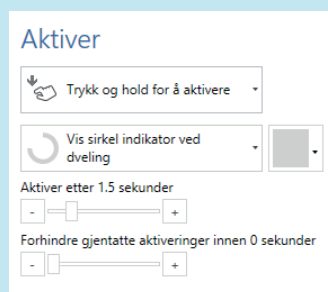 Aktiver
Trykk og hold for å aktivere
Vis sirkel indikator ved
dveling
Aktiver etter 1.5 sekunder
- +
Forhindre gjentatte aktiveringer innen 0 sekunder
- +